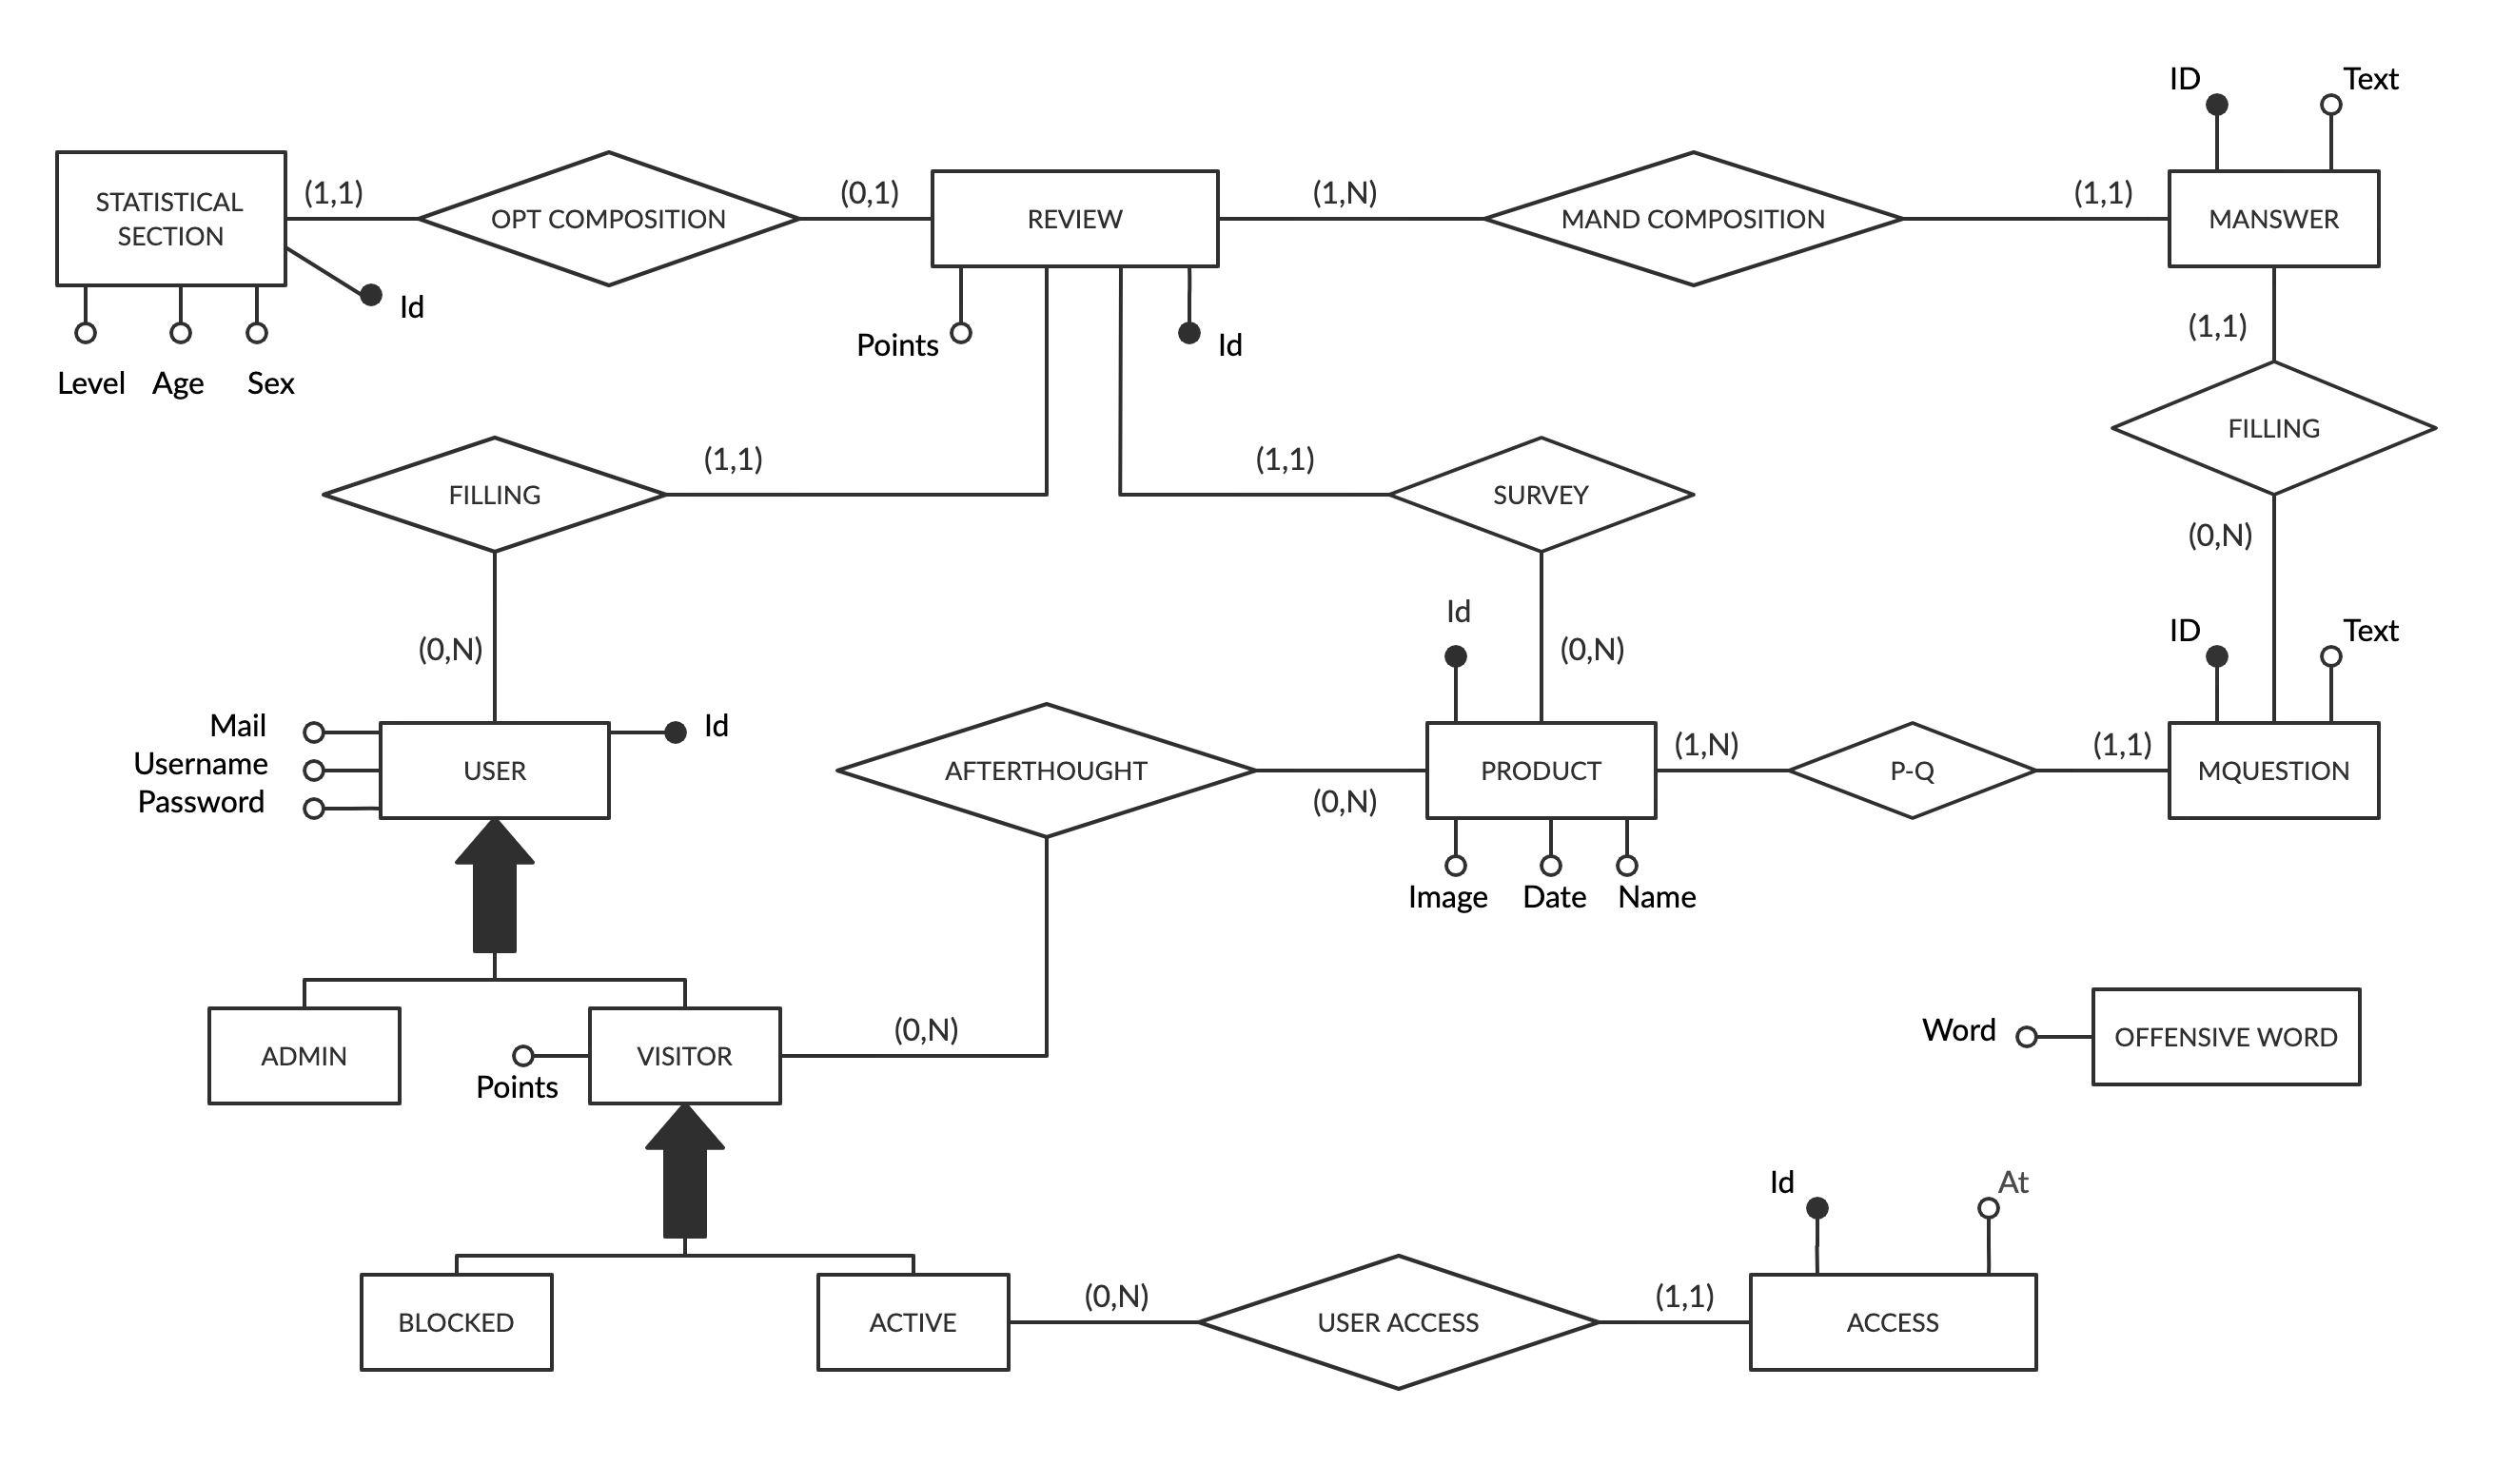 ID
Text
STATISTICAL
SECTION
(1,1)
OPT COMPOSITION
(0,1)
REVIEW
(1,N)
MAND COMPOSITION
(1,1)
MANSWER
Id
Level
Age
Sex
Points
Id
(1,1)
FILLING
(1,1)
FILLING
(1,1)
SURVEY
(0,N)
(0,N)
(0,N)
Id
ID
Text
Mail
Username
Password
USER
Id
AFTERTHOUGHT
(0,N)
PRODUCT
(1,N)
P-Q
(1,1)
MQUESTION
Image
Date
Name
ADMIN
Points
VISITOR
(0,N)
Word
OFFENSIVE WORD
Id
At
BLOCKED
ACTIVE
(0,N)
USER ACCESS
(1,1)
ACCESS